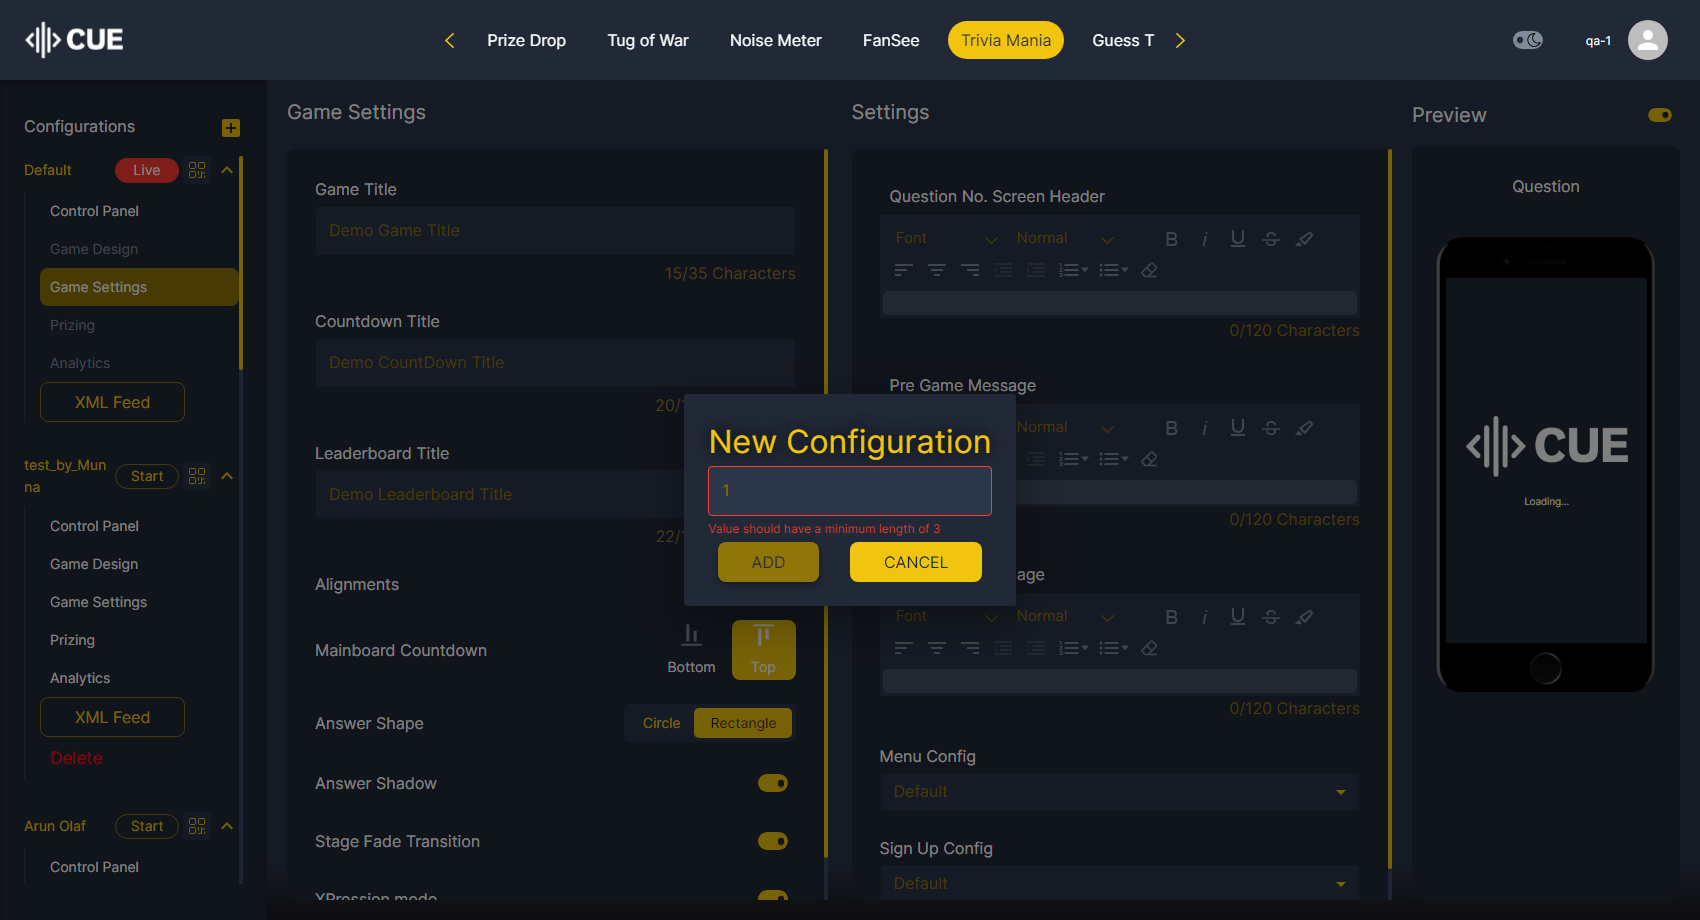 CUE
Prize Drop
Tug of War
Noise Meter
FanSee
Trivia Mania
Guess T
qa-1
Configurations
Default
Live
Control Panel
Game Design
Game Settings
Prizing
Analytics
XML Feed
test_by_Mun
na
Start
Control Panel
Game Design
Game Settings
Prizing
Analytics
XML Feed
Delete
Arun Olaf
Start
Control Panel
Game Settings
Game Title
Demo Game Title
15/35 Characters
Countdown Title
Demo CountDown Title
20/
Leaderboard Title
Demo Leaderboard Title
22/
Alignments
Mainboard Countdown
Bottom
Top
Answer Shape
Circle
Rectangle
Answer Shadow
Stage Fade Transition
XPression mode
New Configuration
1
Value should have a minimum length of 3
ADD
CANCEL
Settings
Question No. Screen Header
Font
Normal
B i U S
0/120 Characters
Pre Game Message
Normal
B i U S
0/120 Characters
age
Font
Normal
B i U S
0/120 Characters
Menu Config
Default
Sign Up Config
Default
Preview
Question
CUE
Loading...